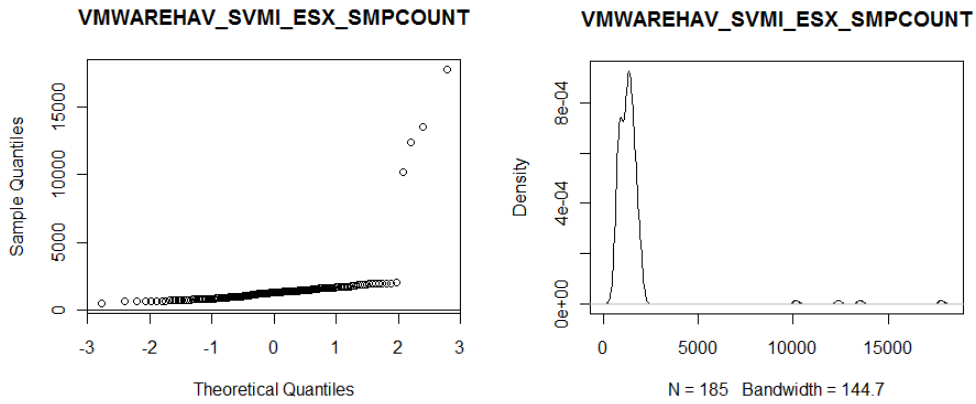 VMWAREHAV_SVMI_ESX_SMPCOUNT
Sample Quantiles
15000
10000
5000
0
-3 -2 -1 0 1 2 3
Theoretical Quantiles
VMWAREHAV_SVMI_ESX_SMPCOUNT
Density
8e-04
4e-04
0e+00
0 5000 10000 15000
N = 185 Bandwidth = 144.7